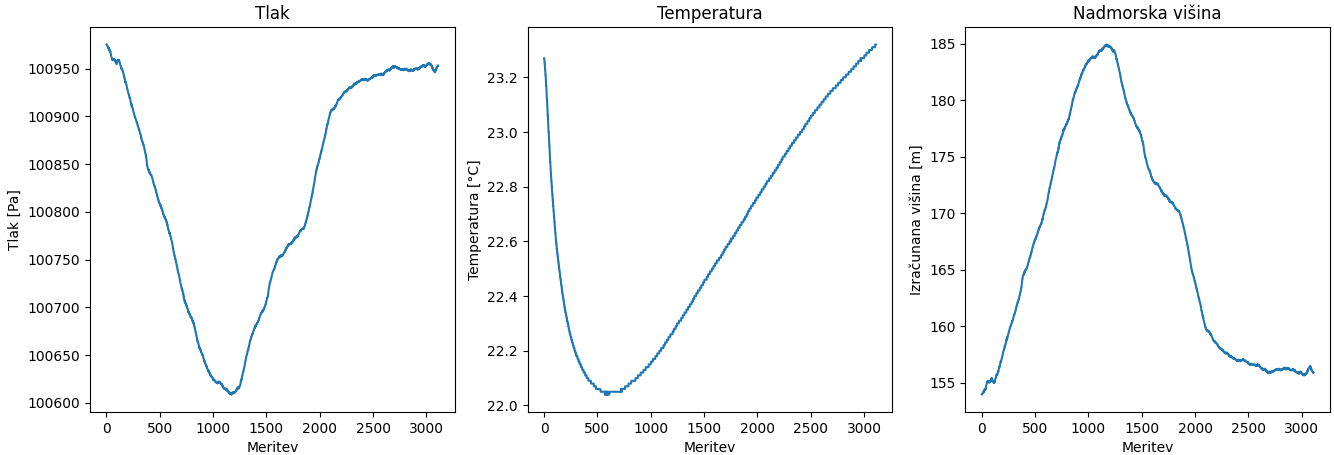 Tlak
Tlak [Pa]
100950
100900
100850
100800
100750
100700
100650
100600
0 500 1000 1500 2000 2500 3000
Meritev
Temperatura
Temperatura [°C]
23.2
23.0
22.8
22.6
22.4
22.2
22.0
0 500 1000 1500 2000 2500 3000
Meritev
Nadmorska višina
Izračunana višina [m]
185
180
175
170
165
160
155
0 500 1000 1500 2000 2500 3000
Meritev